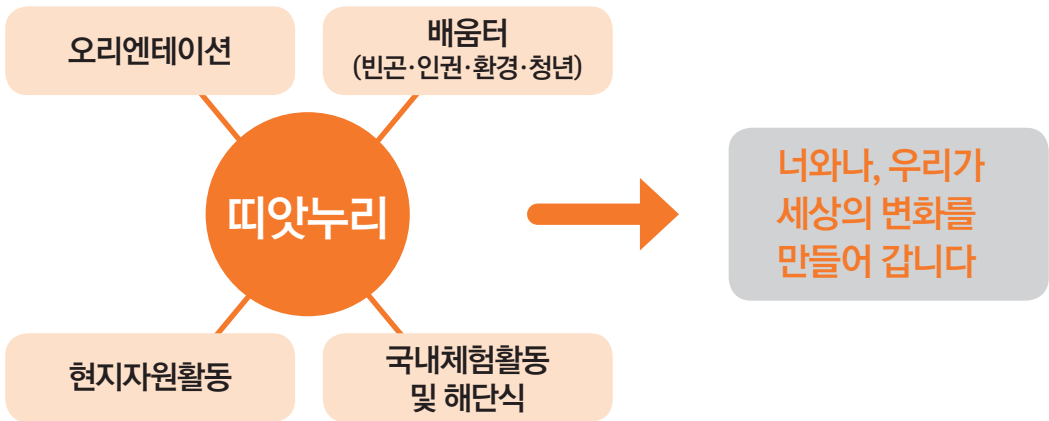 오리엔테이션
배움터
(빈곤·인권·환경·청년)
띠앗누리
너와나, 우리가
세상의 변화를
만들어 갑니다
현지자원활동
국내체험활동
및 해단식